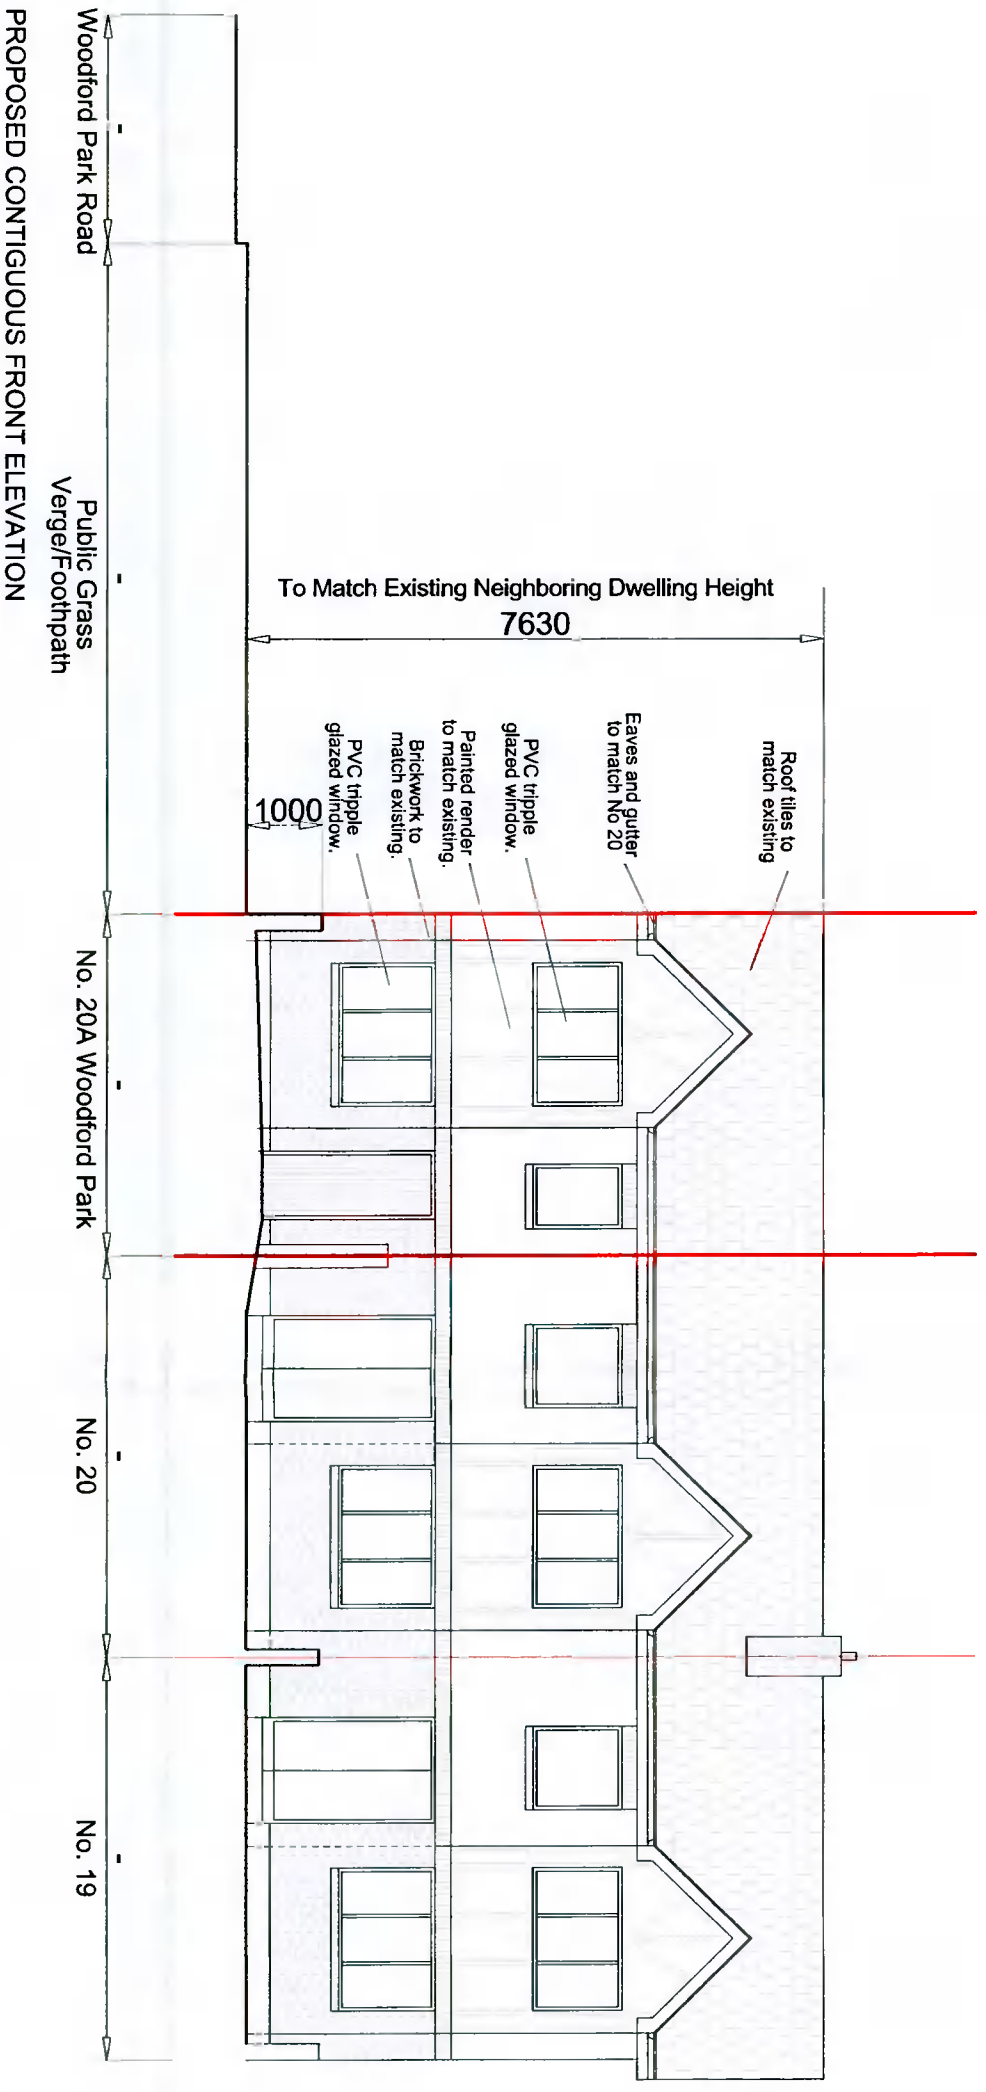 To Match Existing Neighboring Dwelling Height
7630
Roof tiles to
match existing
Eaves and gutter
to match No 20
PVC tripple
glazed window.
Painted render
to match existing.
Brickwork to
match existing.
PVC tripple
glazed window.
1000
Woodford Park Road
Public Grass
Verge/Foothpath
No. 20A Woodford Park
No. 20
No. 19
PROPOSED CONTIGUOUS FRONT ELEVATION